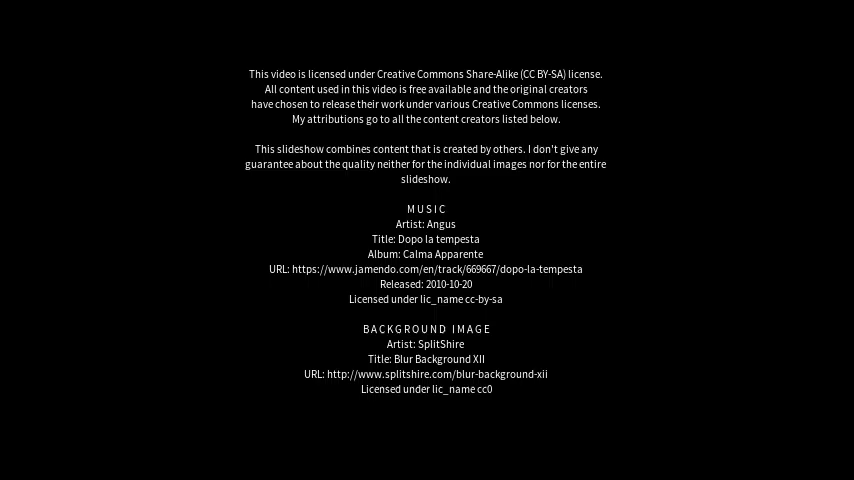 This video is licensed under Creative Commons Share-Alike (CC BY-SA) license.
All content used in this video is free available and the original creators
have chosen to release their work under various Creative Commons licenses.
My attributions go to all the content creators listed below.
This slideshow combines content that is created by others. I don't give any
guarantee about the quality neither for the individual images nor for the entire
slideshow.
MUSIC
Artist: Angus
Title: Dopo la tempesta
Album: Calma Apparente
URL: https://www.jamendo.com/en/track/669667/dopo-la-tempesta
Released: 2010-10-20
Licensed under lic_name cc-by-sa
BACKGROUND IMAGE
Artist: SplitShire
Title: Blur Background XII
URL: http://www.splitshire.com/blur-background-xii
Licensed under lic_name cc0